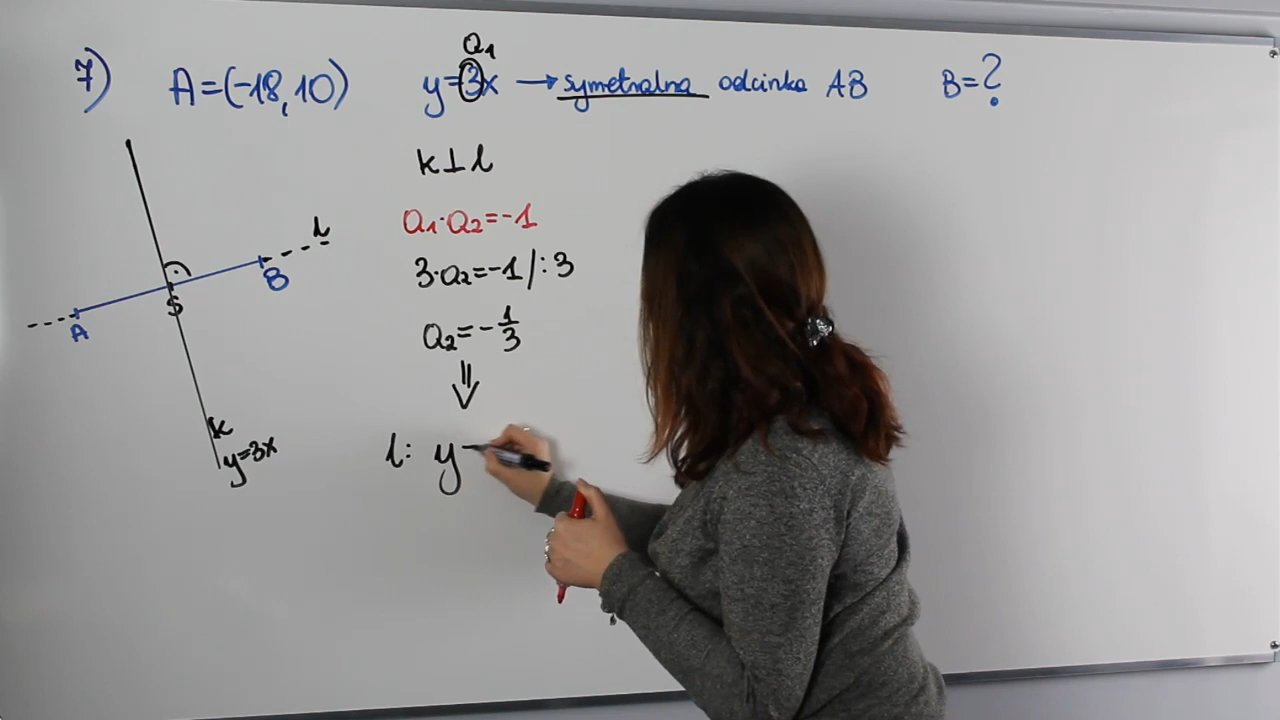 a₁
7) A=(-18,10) y=3x → symetralna odcinka AB B=?
k⊥l
a₁·a₂=-1
3·a₂=-1/:3
a₂=-1/3
⇓
l: y
l
B
S
A
k
y=3x